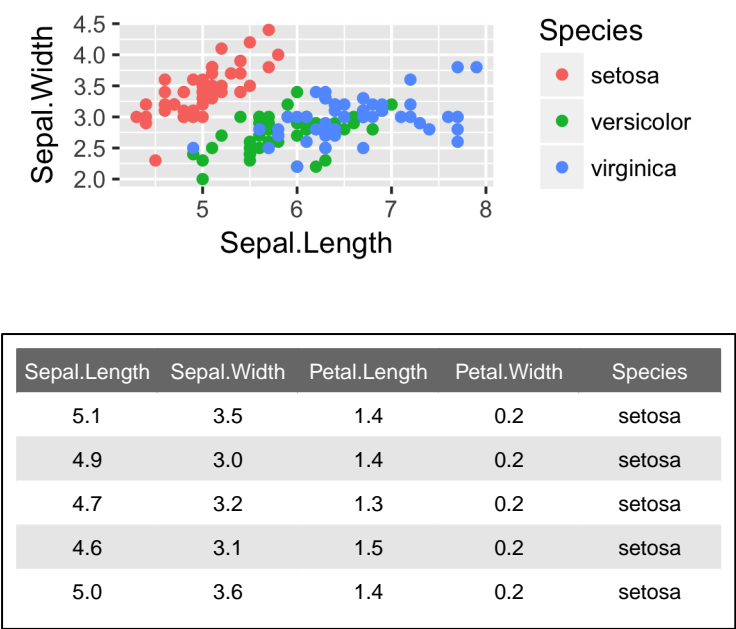 Sepal.Width
4.5
4.0
3.5
3.0
2.5
2.0
5 6 7 8
Sepal.Length
Species
setosa
versicolor
virginica
Sepal.Length Sepal.Width Petal.Length Petal.Width Species
5.1 3.5 1.4 0.2 setosa
4.9 3.0 1.4 0.2 setosa
4.7 3.2 1.3 0.2 setosa
4.6 3.1 1.5 0.2 setosa
5.0 3.6 1.4 0.2 setosa